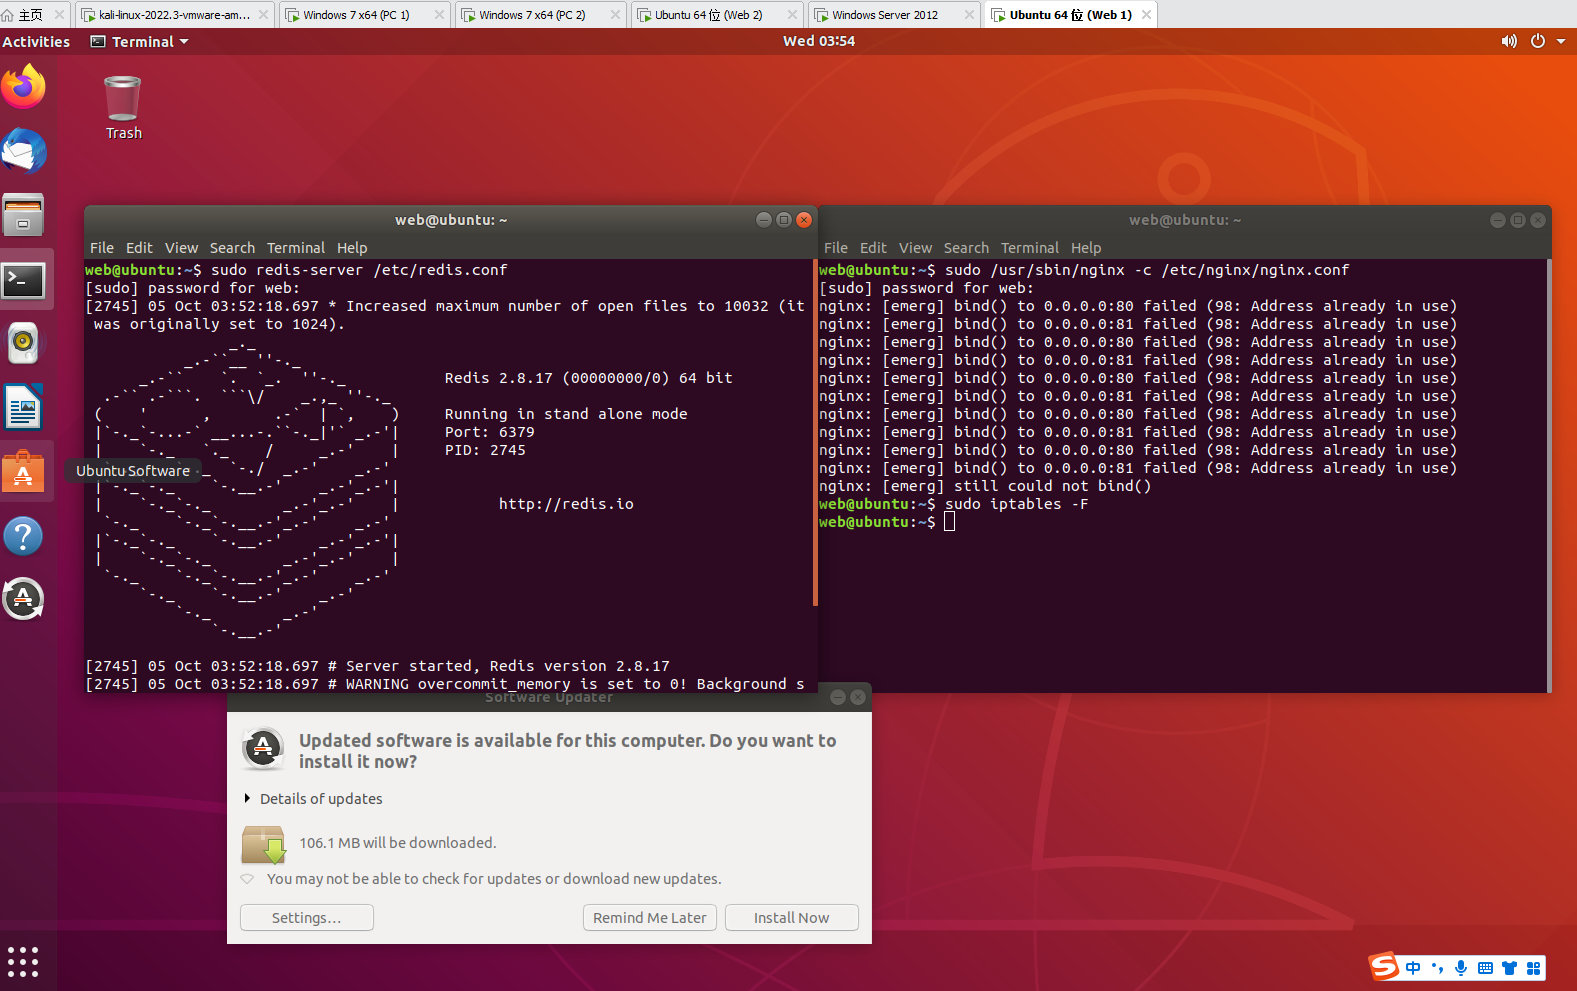 主页
kali-linux-2022.3-vmware-am...
Windows 7 x64 (PC 1)
Windows 7 x64 (PC 2)
Ubuntu 64 位 (Web 2)
Windows Server 2012
Ubuntu 64 位 (Web 1)
Activities
Terminal
Wed 03:54
Trash
web@ubuntu: ~
File Edit View Search Terminal Help
web@ubuntu:~$ sudo redis-server /etc/redis.conf
[sudo] password for web:
[2745] 05 Oct 03:52:18.697 * Increased maximum number of open files to 10032 (it
was originally set to 1024).
Redis 2.8.17 (00000000/0) 64 bit
Running in stand alone mode
Port: 6379
PID: 2745
http://redis.io
[2745] 05 Oct 03:52:18.697 # Server started, Redis version 2.8.17
[2745] 05 Oct 03:52:18.697 # WARNING overcommit_memory is set to 0! Background s
Ubuntu Software
web@ubuntu: ~
File Edit View Search Terminal Help
web@ubuntu:~$ sudo /usr/sbin/nginx -c /etc/nginx/nginx.conf
[sudo] password for web:
nginx: [emerg] bind() to 0.0.0.0:80 failed (98: Address already in use)
nginx: [emerg] bind() to 0.0.0.0:81 failed (98: Address already in use)
nginx: [emerg] bind() to 0.0.0.0:80 failed (98: Address already in use)
nginx: [emerg] bind() to 0.0.0.0:81 failed (98: Address already in use)
nginx: [emerg] bind() to 0.0.0.0:80 failed (98: Address already in use)
nginx: [emerg] bind() to 0.0.0.0:81 failed (98: Address already in use)
nginx: [emerg] bind() to 0.0.0.0:80 failed (98: Address already in use)
nginx: [emerg] bind() to 0.0.0.0:81 failed (98: Address already in use)
nginx: [emerg] bind() to 0.0.0.0:80 failed (98: Address already in use)
nginx: [emerg] bind() to 0.0.0.0:81 failed (98: Address already in use)
nginx: [emerg] still could not bind()
web@ubuntu:~$ sudo iptables -F
web@ubuntu:~$
Software Updater
Updated software is available for this computer. Do you want to
install it now?
Details of updates
106.1 MB will be downloaded.
You may not be able to check for updates or download new updates.
Settings...
Remind Me Later
Install Now
中